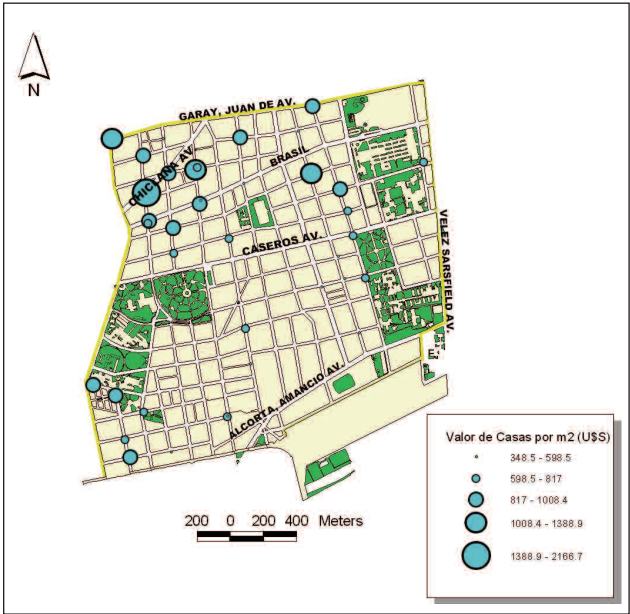 N
GARAY, JUAN DE AV.
CHICLANA AV.
BRASIL
CASEROS AV.
VELEZ SARSFIELD AV.
E
ALCORTA, AMANCIO AV.
200 0 200 400 Meters
Valor de Casas por m2 (U$S)
348.5 - 598.5
598.5 - 817
817 - 1008.4
1008.4 - 1388.9
1388.9 - 2166.7